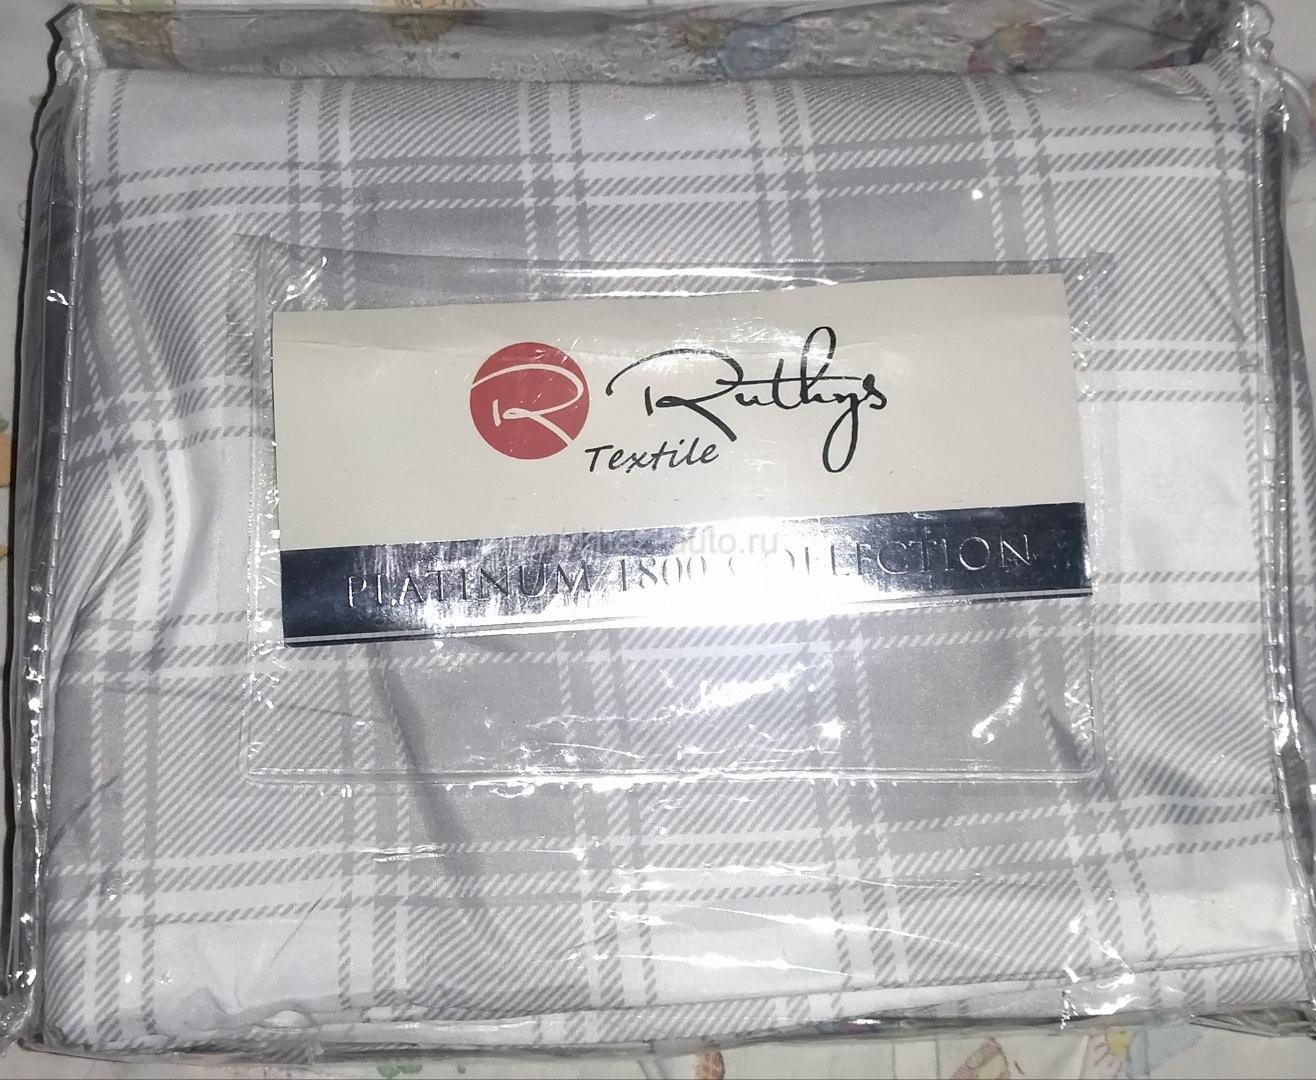 R Ruthys
Textile
PLATINUM 1800 COLLECTION